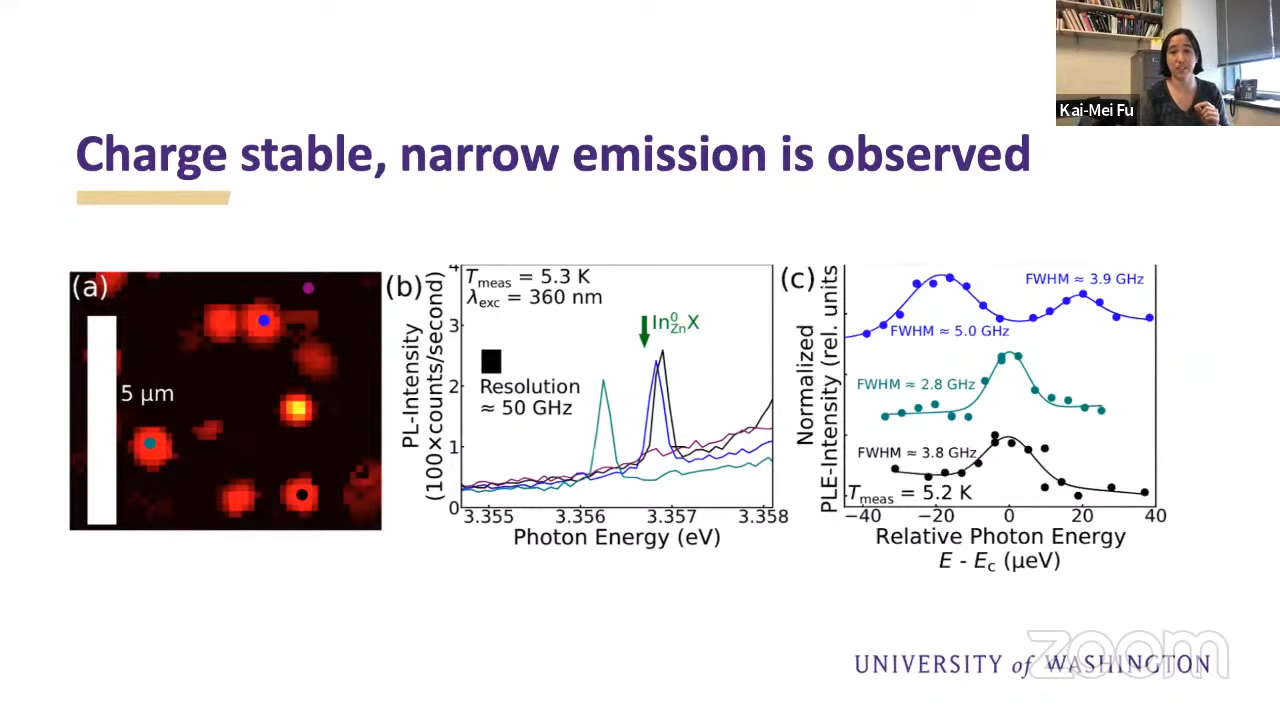 Kai-Mei Fu
Charge stable, narrow emission is observed
(a)
5 μm
(b)
PL-Intensity
(100×counts/second)
4
3
2
1
0
T_meas = 5.3 K
λ_exc = 360 nm
In⁰_Zn X
Resolution
≈ 50 GHz
3.355 3.356 3.357 3.358
Photon Energy (eV)
(c)
Normalized
PLE-Intensity (rel. units)
FWHM ≈ 3.9 GHz
FWHM ≈ 5.0 GHz
FWHM ≈ 2.8 GHz
FWHM ≈ 3.8 GHz
T_meas = 5.2 K
−40 −20 0 20 40
Relative Photon Energy
E - E_c (μeV)
UNIVERSITY of WASHINGTON
zoom